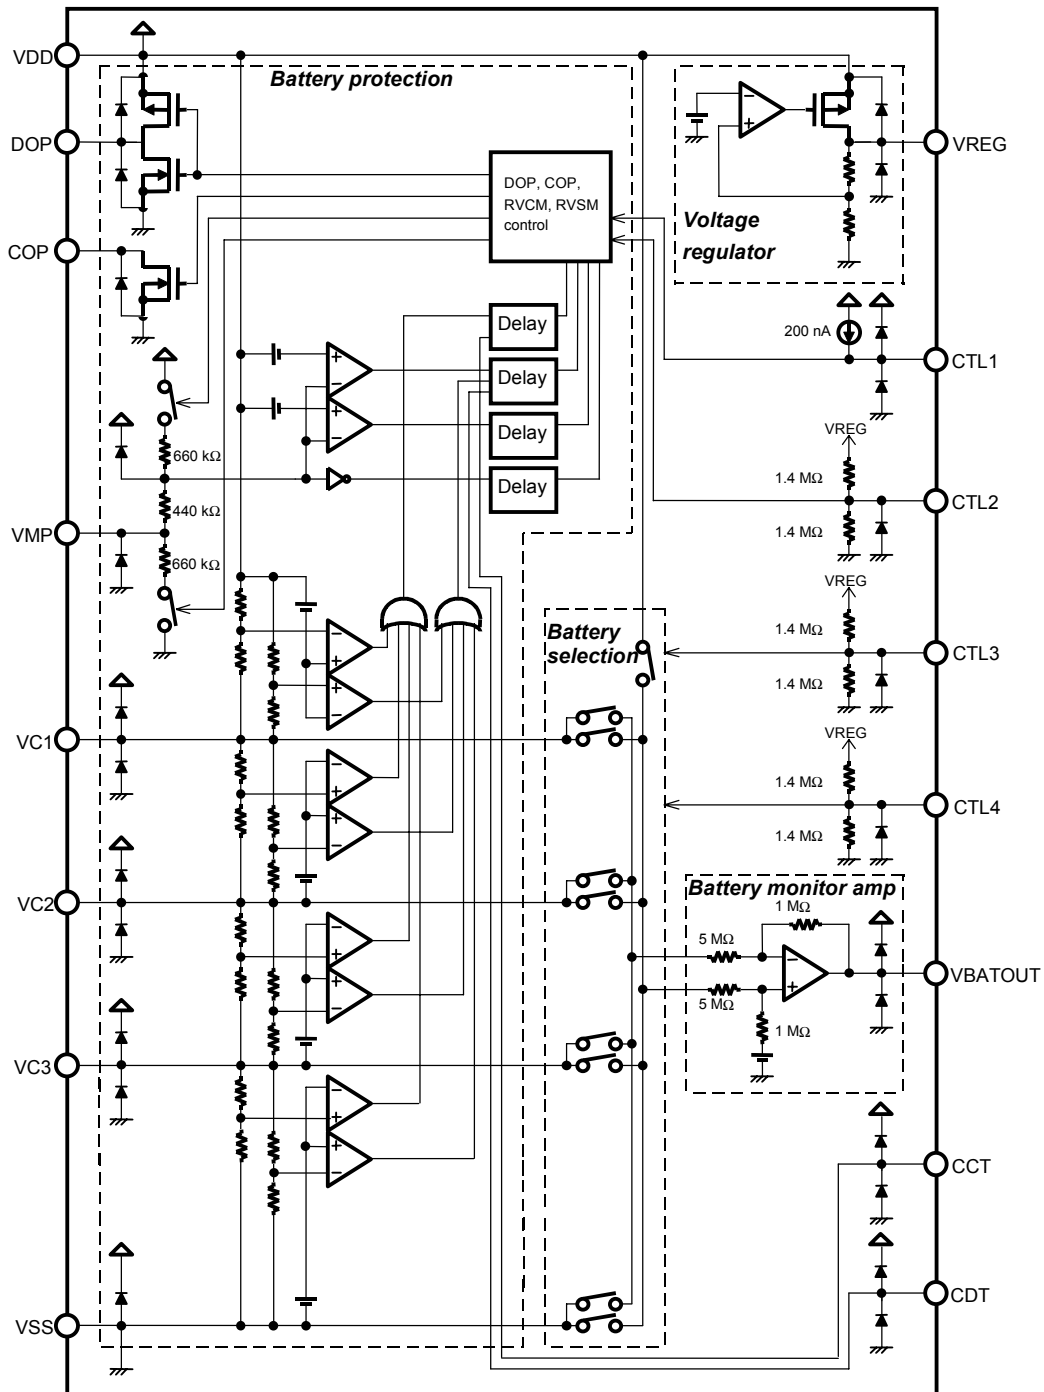 VDD
Battery protection
DOP
VREG
DOP, COP,
RVCM, RVSM
control
Voltage
regulator
COP
Delay
200 nA
CTL1
Delay
Delay
VREG
660 kΩ
1.4 MΩ
Delay
CTL2
440 kΩ
VMP
1.4 MΩ
660 kΩ
VREG
Battery
selection
1.4 MΩ
CTL3
1.4 MΩ
VC1
VREG
1.4 MΩ
CTL4
1.4 MΩ
Battery monitor amp
VC2
1 MΩ
5 MΩ
VBATOUT
5 MΩ
1 MΩ
VC3
CCT
CDT
VSS